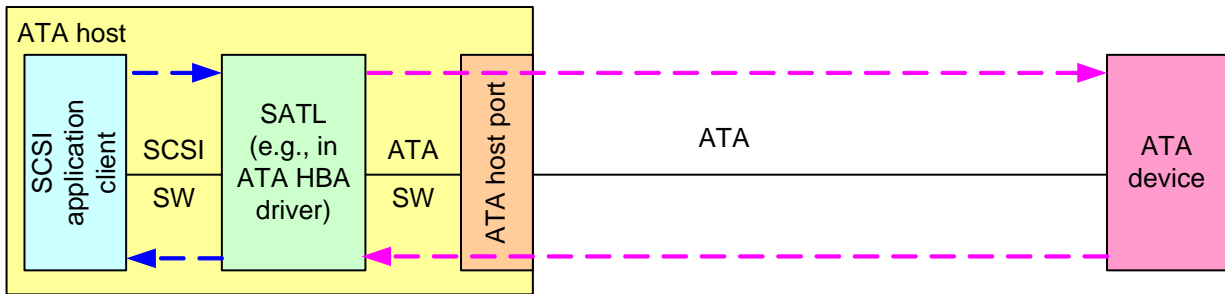 ATA host
SCSI
application
client
SCSI
SW
SATL
(e.g., in
ATA HBA
driver)
ATA
SW
ATA host port
ATA
ATA
device